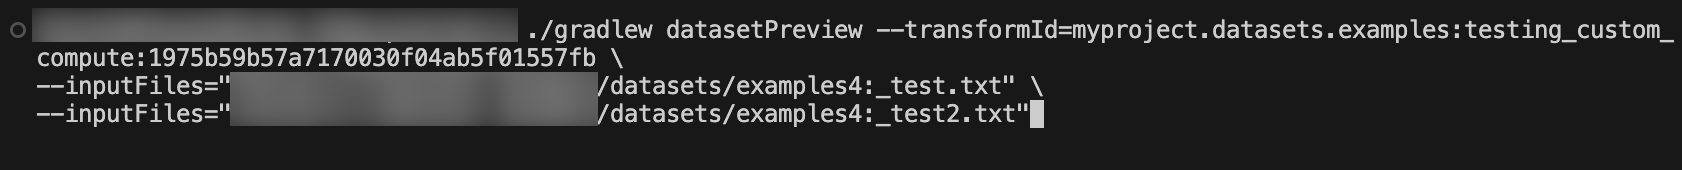 ./gradlew datasetPreview --transformId=myproject.datasets.examples:testing_custom_
compute:1975b59b57a7170030f04ab5f01557fb \
--inputFiles="/datasets/examples4:_test.txt" \
--inputFiles="/datasets/examples4:_test2.txt"